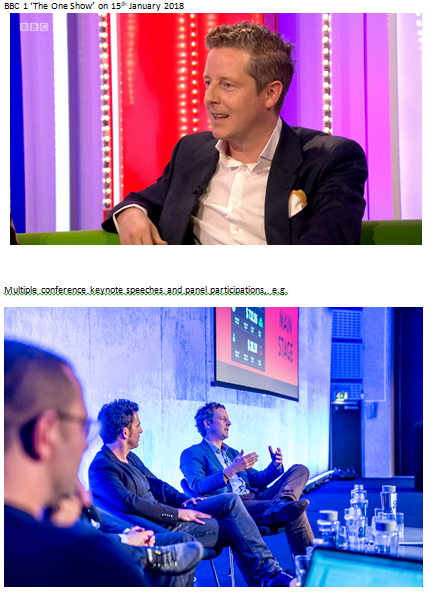 BBC 1 'The One Show' on 15th January 2018
BBC
Multiple conference keynote speeches and panel participations, e.g.
MAIN
STAGE